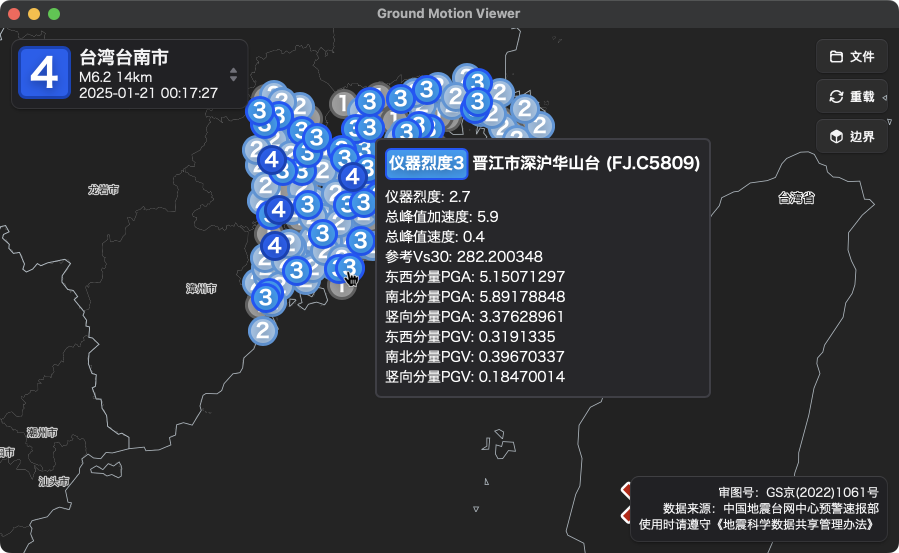 Ground Motion Viewer
4
台湾台南市
M6.2 14km
2025-01-21 00:17:27
文件
重载
边界
仪器烈度3 晋江市深沪华山台 (FJ.C5809)
仪器烈度: 2.7
总峰值加速度: 5.9
总峰值速度: 0.4
参考Vs30: 282.200348
东西分量PGA: 5.15071297
南北分量PGA: 5.89178848
竖向分量PGA: 3.37628961
东西分量PGV: 0.3191335
南北分量PGV: 0.39670337
竖向分量PGV: 0.18470014
龙岩市
台湾省
漳州市
潮州市
汕头市
审图号：GS京(2022)1061号
数据来源：中国地震台网中心预警速报部
使用时请遵守《地震科学数据共享管理办法》